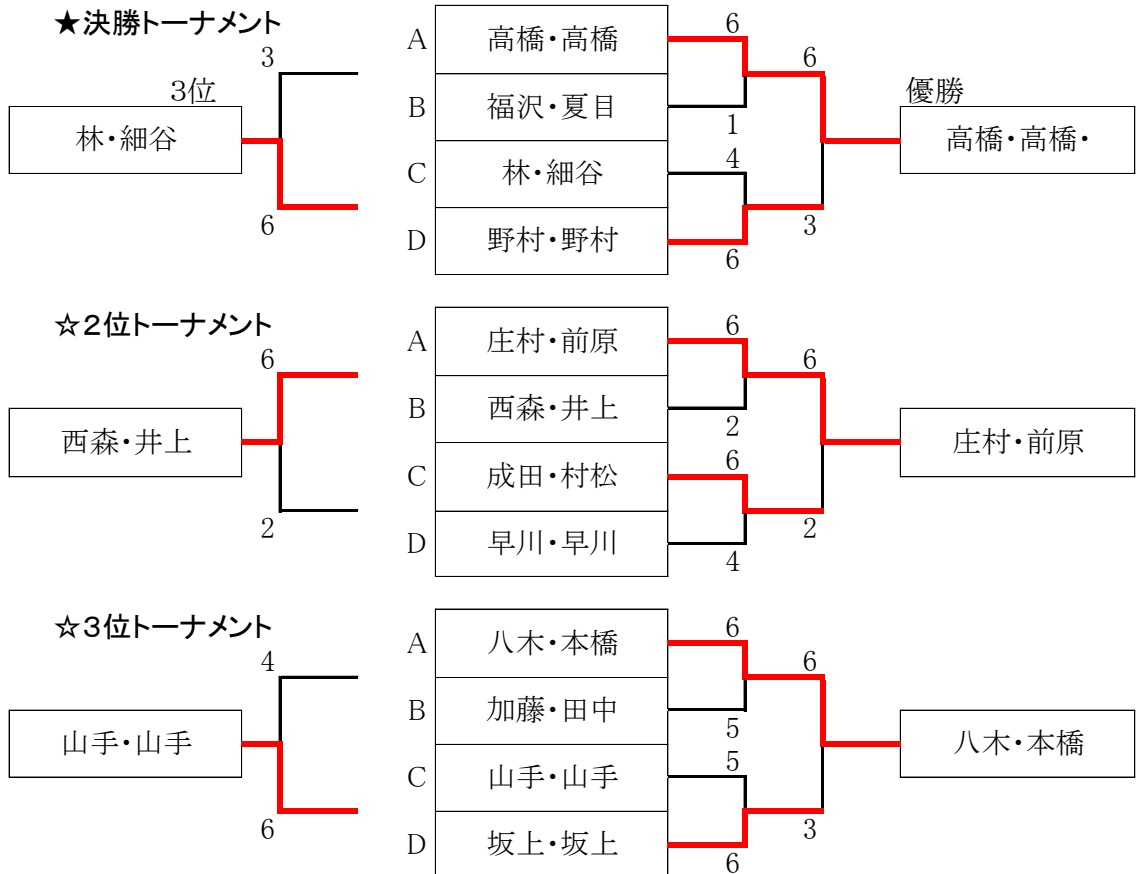 ★決勝トーナメント
3
3位
林・細谷
6
A 高橋・高橋 6
B 福沢・夏目 1
C 林・細谷 4
D 野村・野村 6
6
3
優勝
高橋・高橋・
☆2位トーナメント
6
西森・井上
2
A 庄村・前原 6
B 西森・井上 2
C 成田・村松 6
D 早川・早川 4
6
2
庄村・前原
☆3位トーナメント
4
山手・山手
6
A 八木・本橋 6
B 加藤・田中 5
C 山手・山手 5
D 坂上・坂上 6
6
3
八木・本橋